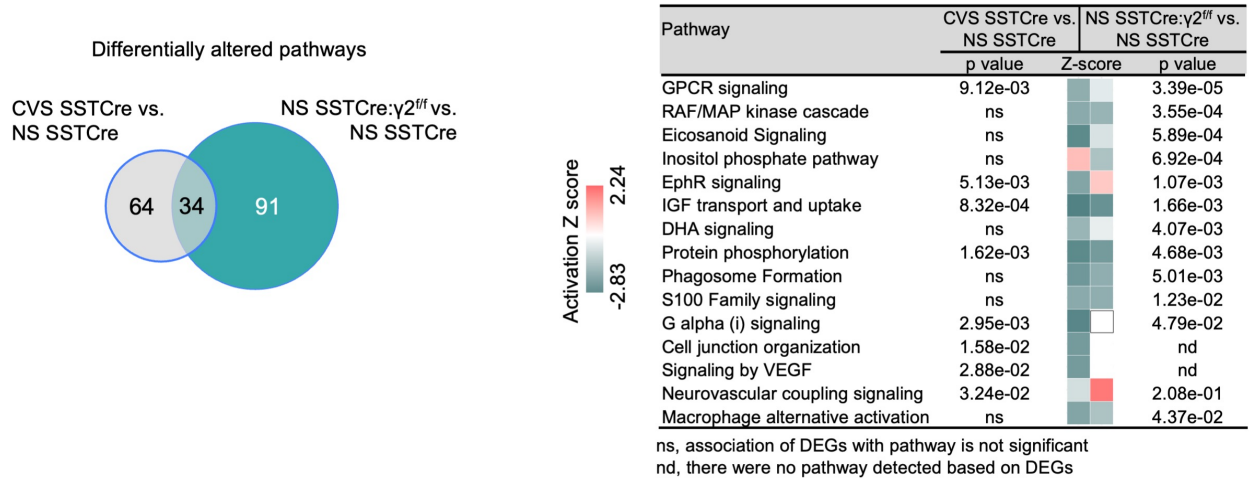 Differentially altered pathways
CVS SSTCre vs.
NS SSTCre
NS SSTCre:γ2f/f vs.
NS SSTCre
64
34
91
Activation Z score
2.24
-2.83
Pathway
CVS SSTCre vs.
NS SSTCre
NS SSTCre:γ2f/f vs.
NS SSTCre
p value Z-score p value
GPCR signaling 9.12e-03 3.39e-05
RAF/MAP kinase cascade ns 3.55e-04
Eicosanoid Signaling ns 5.89e-04
Inositol phosphate pathway ns 6.92e-04
EphR signaling 5.13e-03 1.07e-03
IGF transport and uptake 8.32e-04 1.66e-03
DHA signaling ns 4.07e-03
Protein phosphorylation 1.62e-03 4.68e-03
Phagosome Formation ns 5.01e-03
S100 Family signaling ns 1.23e-02
G alpha (i) signaling 2.95e-03 4.79e-02
Cell junction organization 1.58e-02 nd
Signaling by VEGF 2.88e-02 nd
Neurovascular coupling signaling 3.24e-02 2.08e-01
Macrophage alternative activation ns 4.37e-02
ns, association of DEGs with pathway is not significant
nd, there were no pathway detected based on DEGs